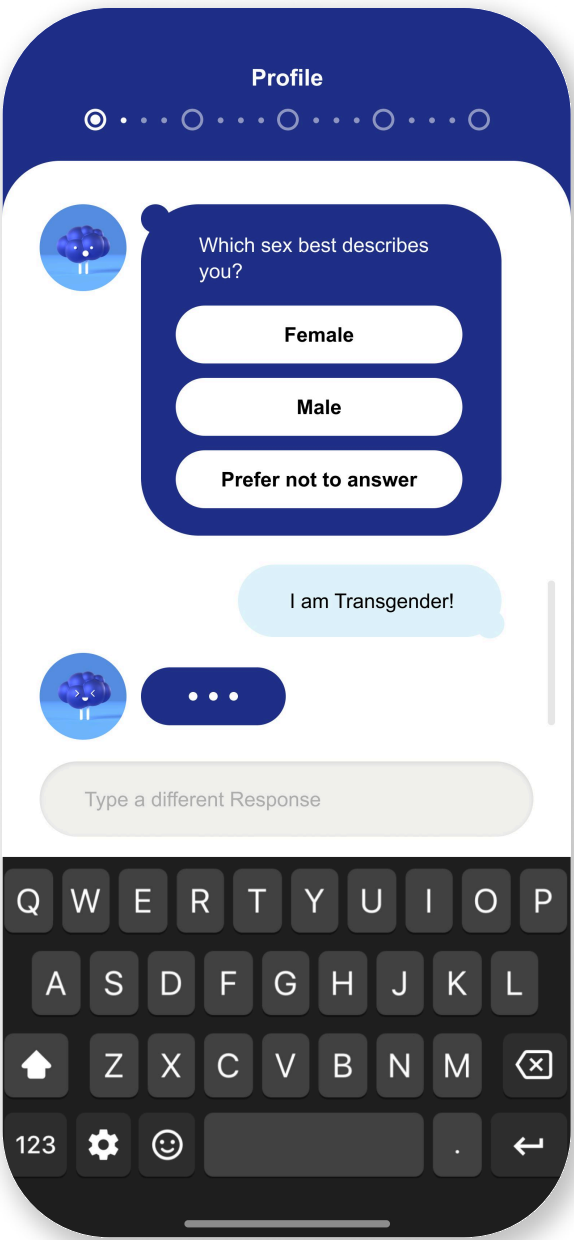 Profile
Which sex best describes
you?
Female
Male
Prefer not to answer
I am Transgender!
Type a different Response
Q W E R T Y U I O P
A S D F G H J K L
Z X C V B N M
123 .